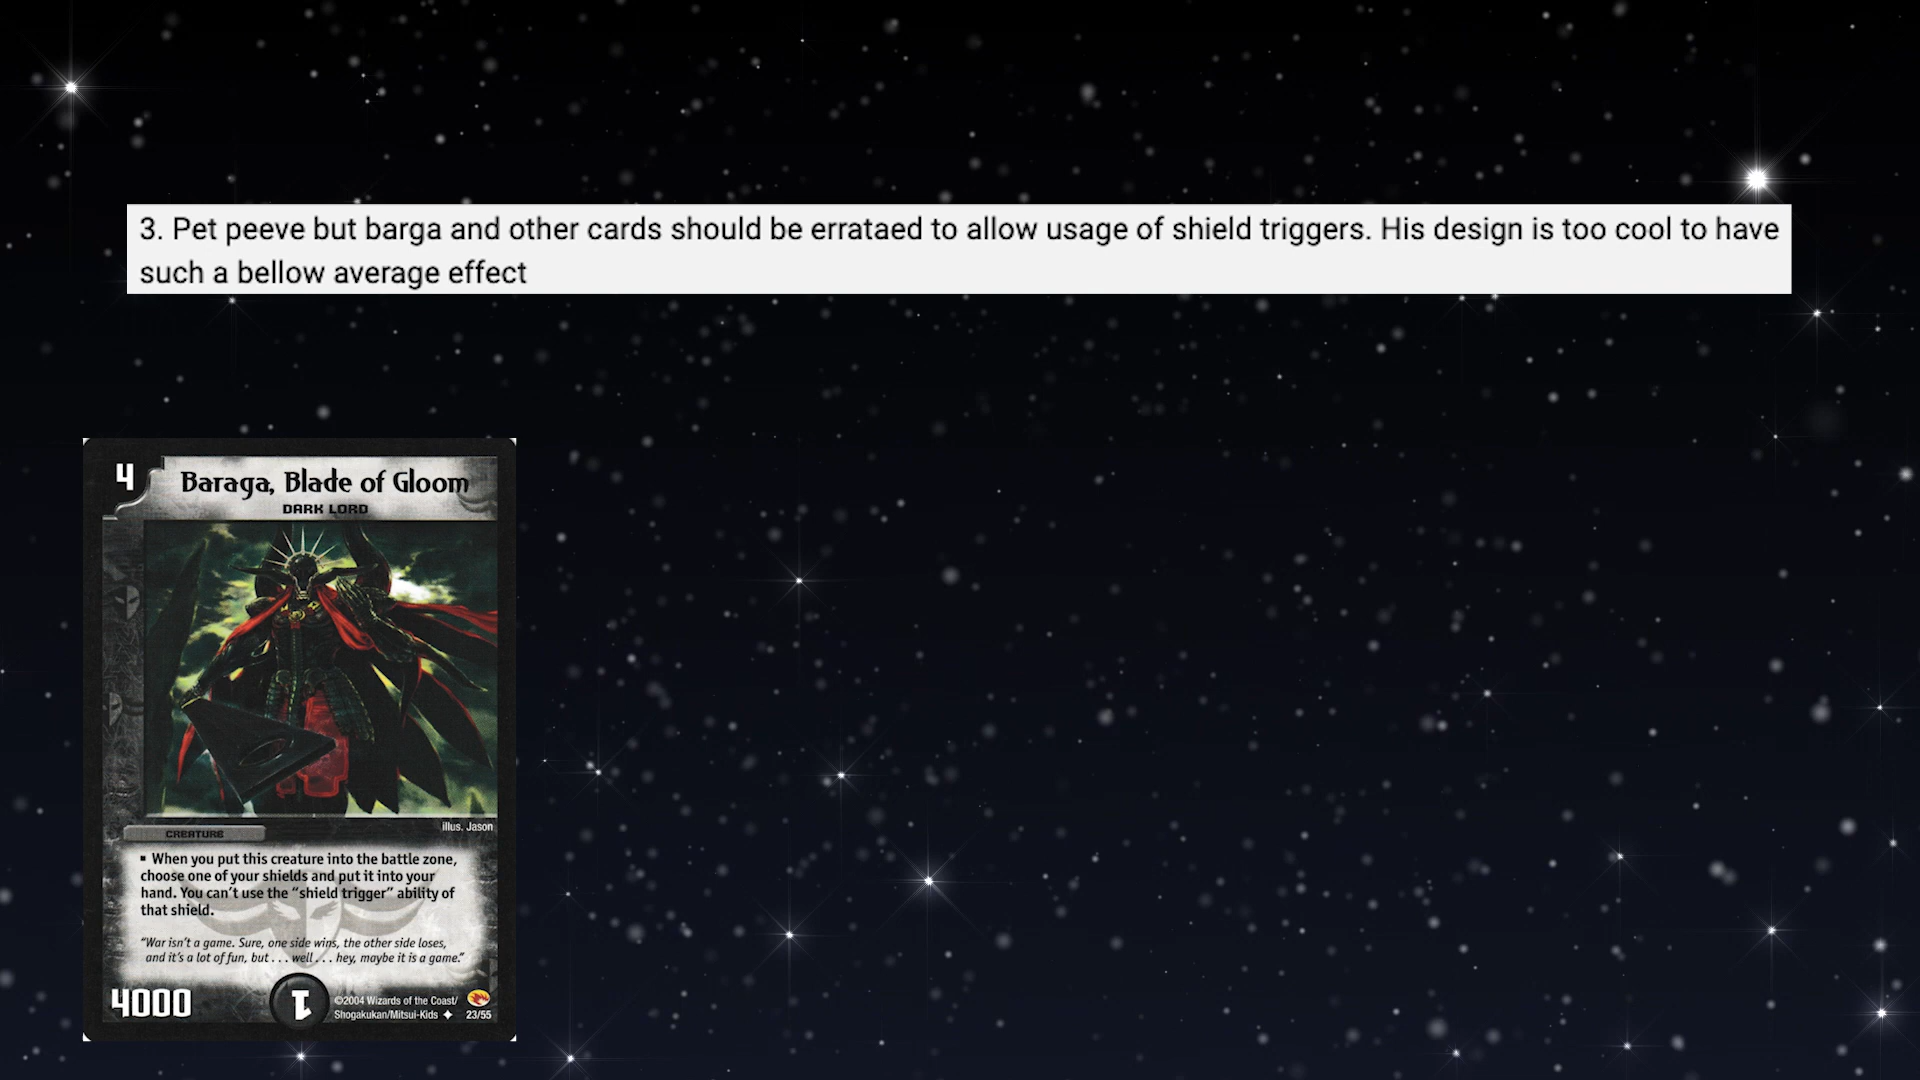 3. Pet peeve but barga and other cards should be errataed to allow usage of shield triggers. His design is too cool to have
such a bellow average effect
4
Baraga, Blade of Gloom
DARK LORD
illus. Jason
CREATURE
▪ When you put this creature into the battle zone,
choose one of your shields and put it into your
hand. You can't use the “shield trigger” ability of
that shield.
“War isn't a game. Sure, one side wins, the other side loses,
and it's a lot of fun, but . . . well . . . hey, maybe it is a game.”
4000
1
©2004 Wizards of the Coast/
Shogakukan/Mitsui-Kids ✦ 23/55